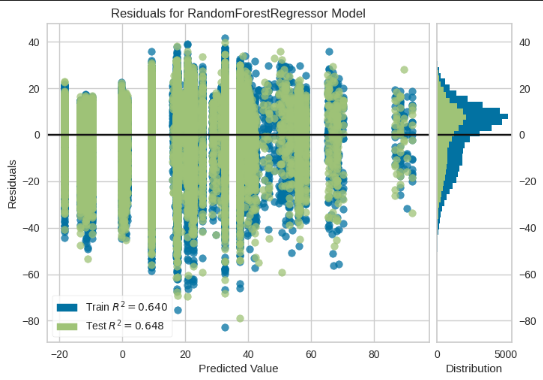 Residuals for RandomForestRegressor Model
40
20
0
−20
−40
−60
−80
Residuals
Train R² = 0.640
Test R² = 0.648
−20 0 20 40 60 80
Predicted Value
40
20
0
−20
−40
−60
−80
0 5000
Distribution